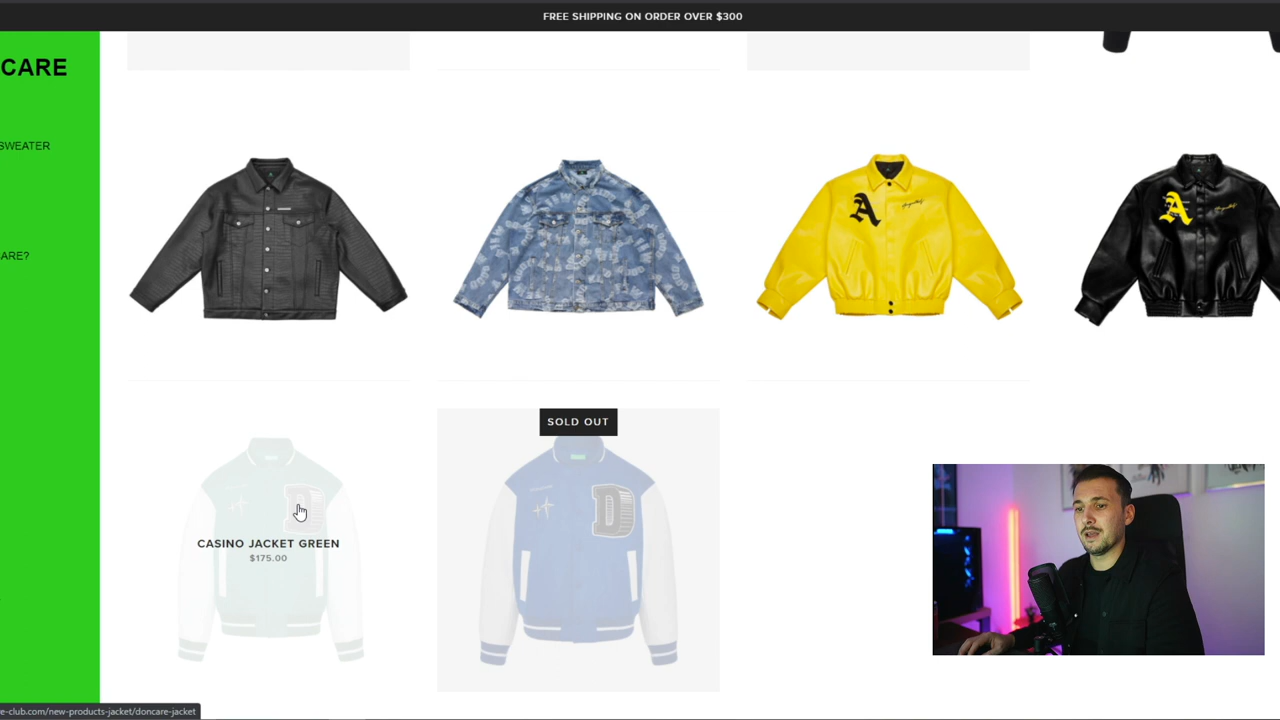 FREE SHIPPING ON ORDER OVER $300
CARE
SWEATER
ARE?
A
A
SOLD OUT
D
D
CASINO JACKET GREEN
$175.00
e-club.com/new-products-jacket/doncare-jacket